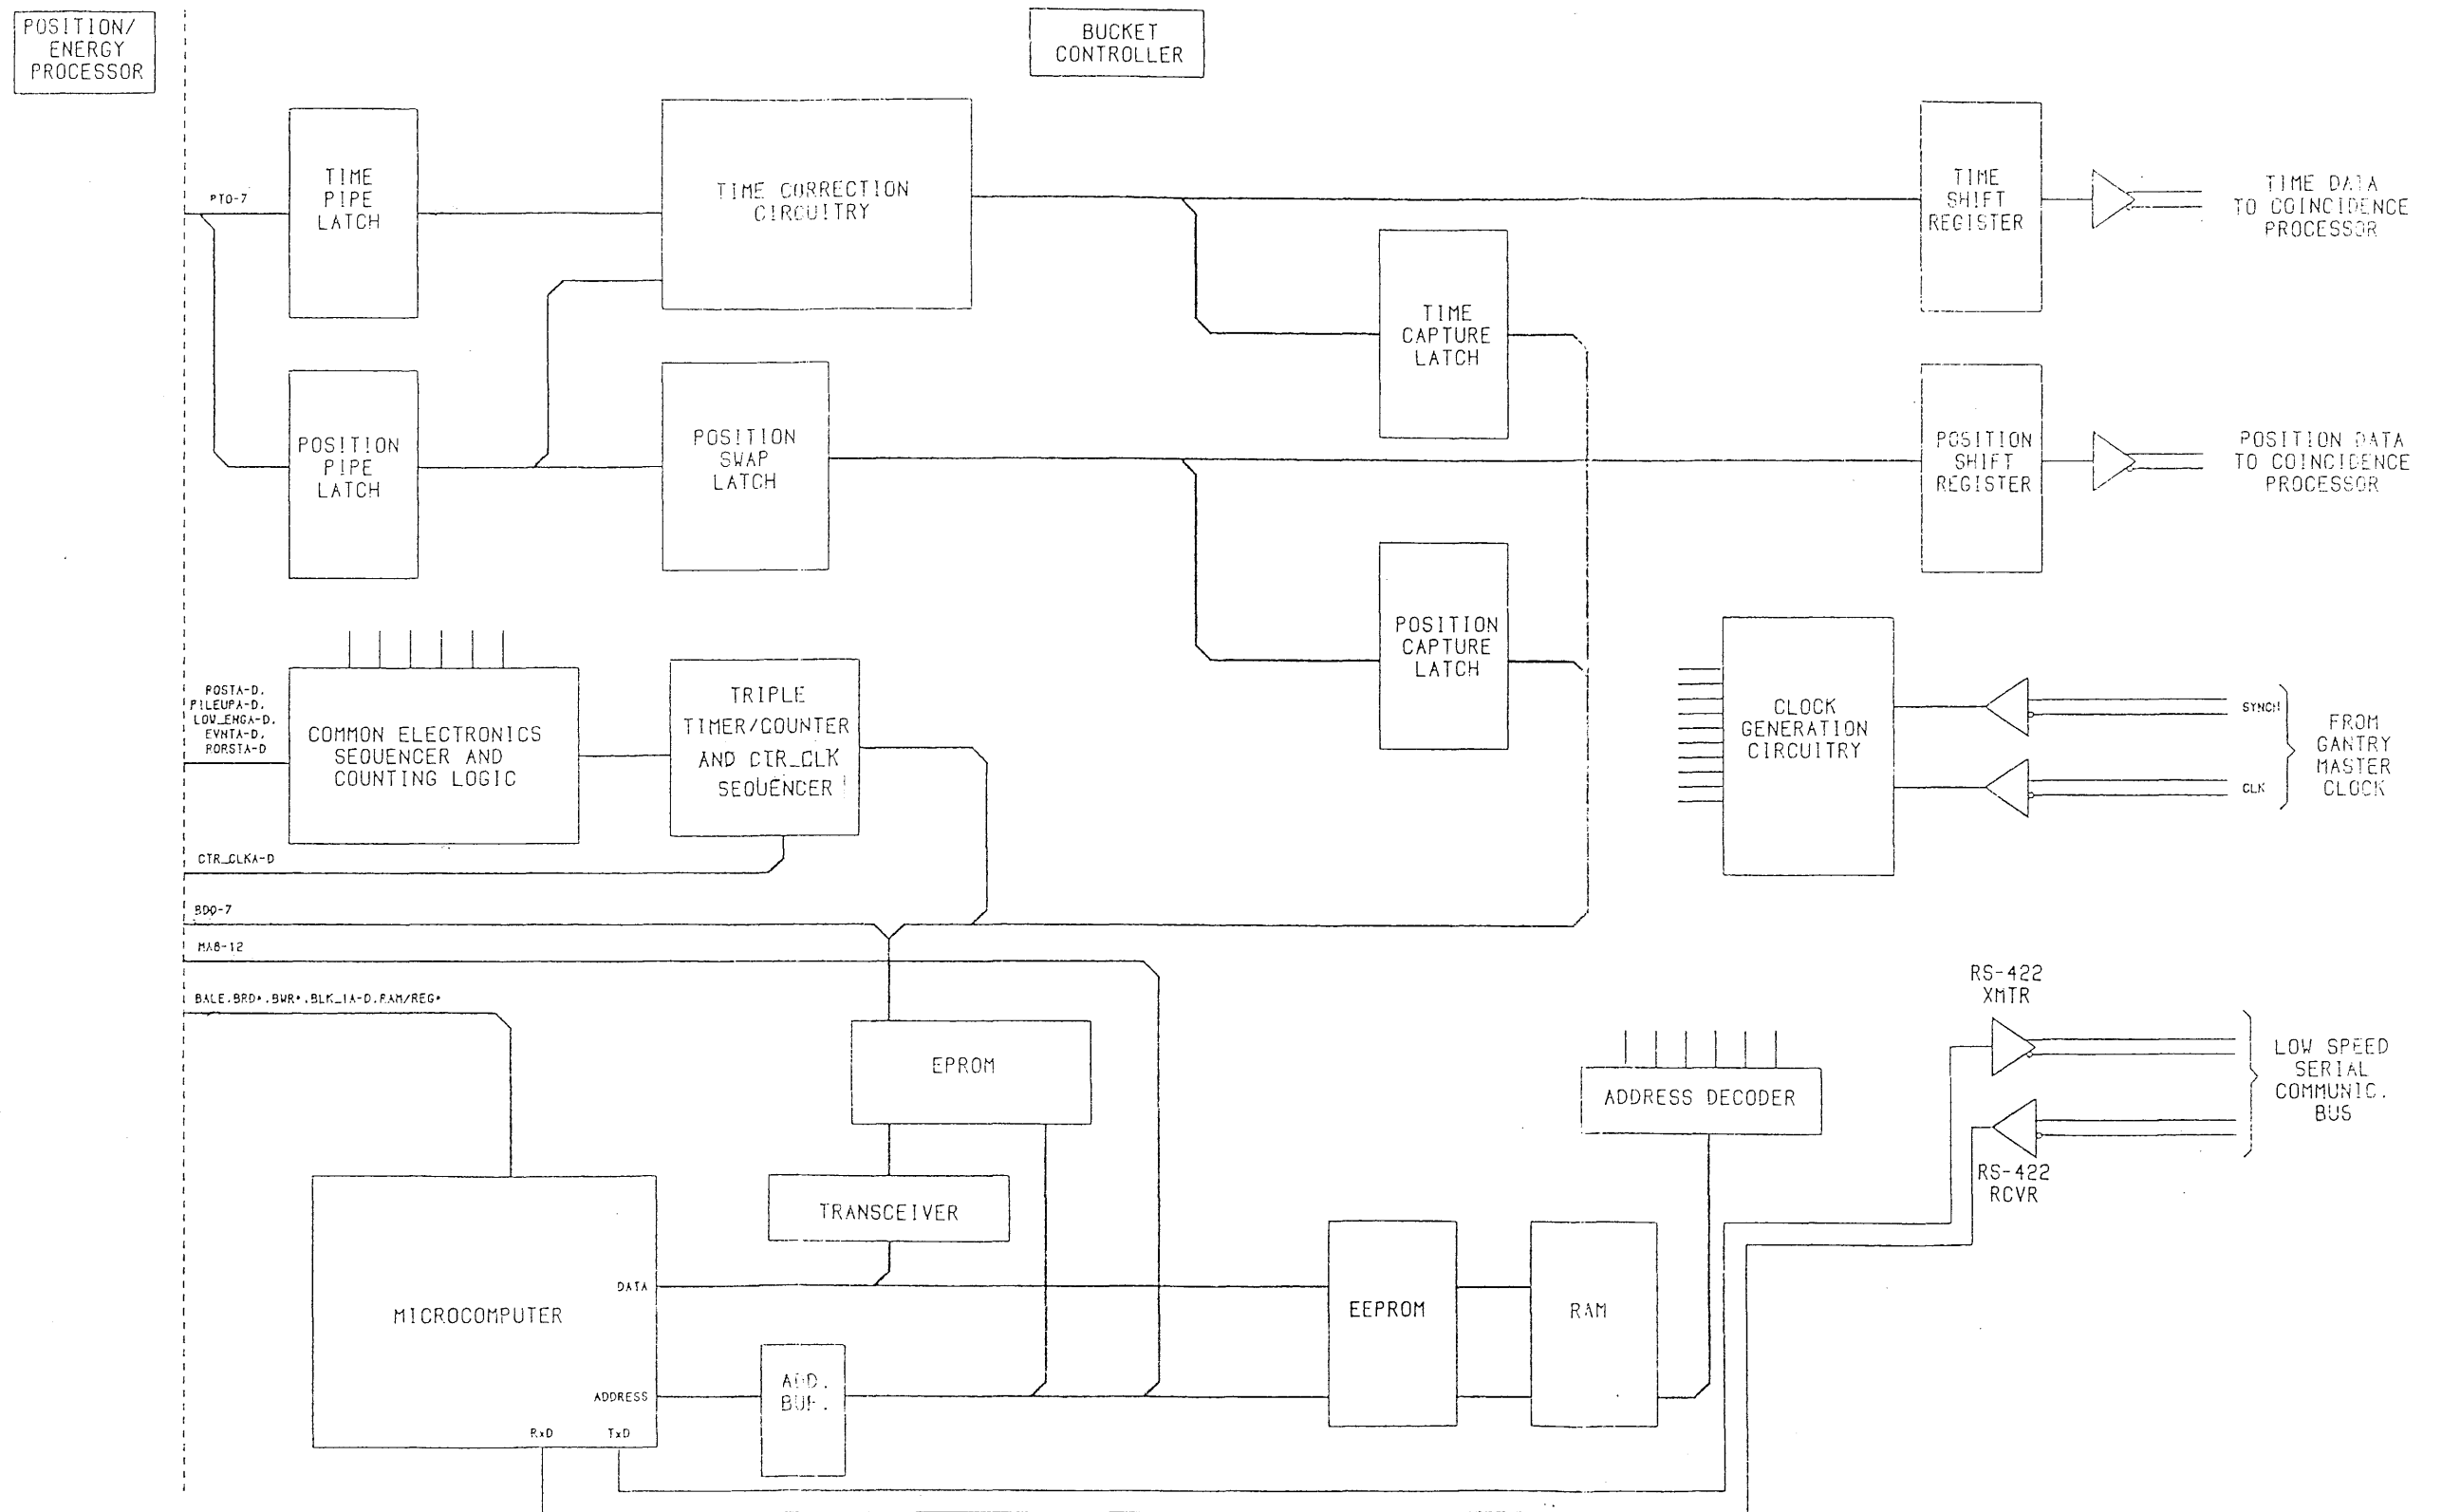 POSITION/
ENERGY
PROCESSOR
BUCKET
CONTROLLER
PT0-7
TIME
PIPE
LATCH
TIME CORRECTION
CIRCUITRY
TIME
SHIFT
REGISTER
TIME DATA
TO COINCIDENCE
PROCESSOR
TIME
CAPTURE
LATCH
POSITION
PIPE
LATCH
POSITION
SWAP
LATCH
POSITION
SHIFT
REGISTER
POSITION DATA
TO COINCIDENCE
PROCESSOR
POSITION
CAPTURE
LATCH
POSTA-D,
PILEUPA-D,
LOW_ENGA-D,
EVNTA-D,
PORSTA-D
COMMON ELECTRONICS
SEQUENCER AND
COUNTING LOGIC
TRIPLE
TIMER/COUNTER
AND CTR_CLK
SEQUENCER
CLOCK
GENERATION
CIRCUITRY
SYNCH
CLK
FROM
GANTRY
MASTER
CLOCK
CTR_CLKA-D
BD0-7
MA8-12
BALE,BRD*,BWR*,BLK_1A-D,RAM/REG*
EPROM
TRANSCEIVER
MICROCOMPUTER
DATA
ADDRESS
RxD
TxD
ADD.
BUF.
EEPROM
RAM
ADDRESS DECODER
RS-422
XMTR
RS-422
RCVR
LOW SPEED
SERIAL
COMMUNIC.
BUS